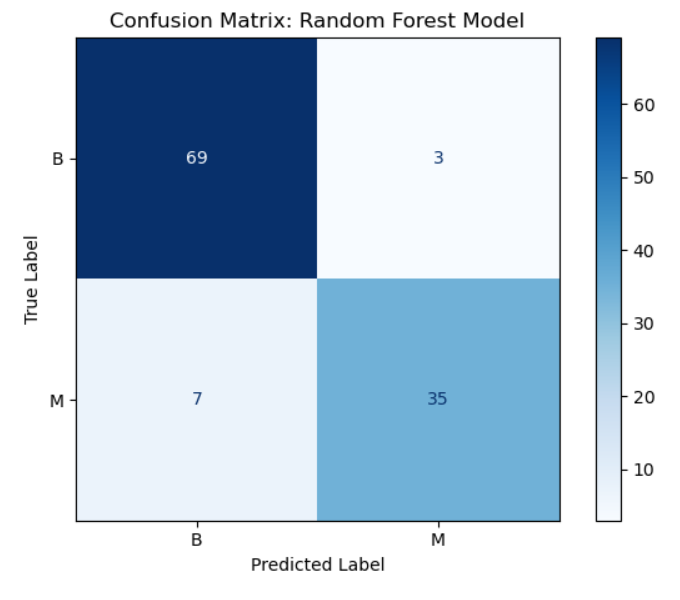 Confusion Matrix: Random Forest Model
True Label
B
69
3
M
7
35
B
M
Predicted Label
60
50
40
30
20
10